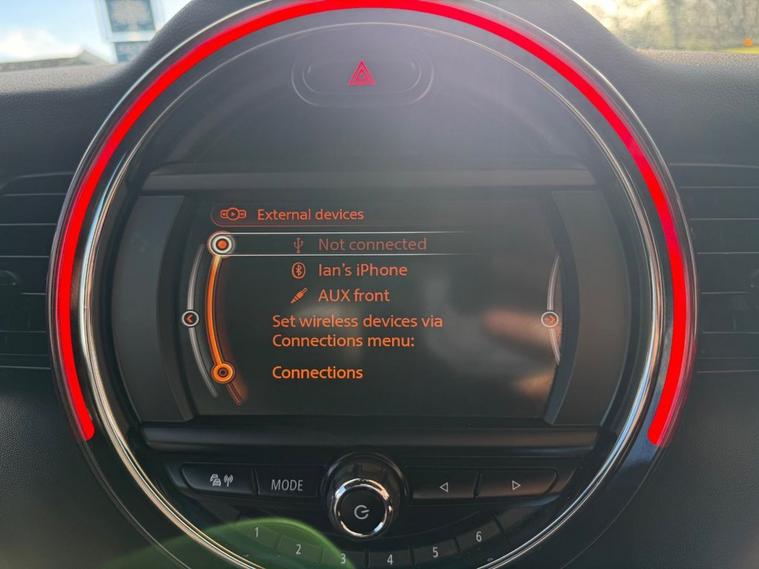 External devices
Not connected
Ian's iPhone
AUX front
Set wireless devices via
Connections menu:
Connections
MODE
1
2
3
4
5
6